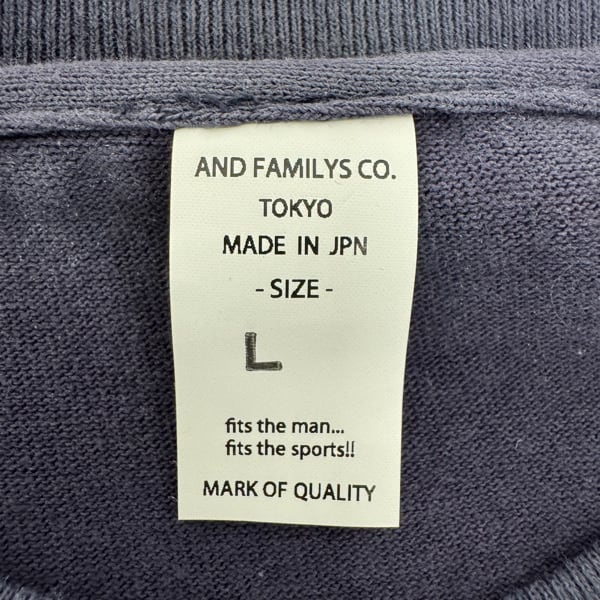 AND FAMILYS CO.
TOKYO
MADE IN JPN
- SIZE -
L
fits the man...
fits the sports!!
MARK OF QUALITY